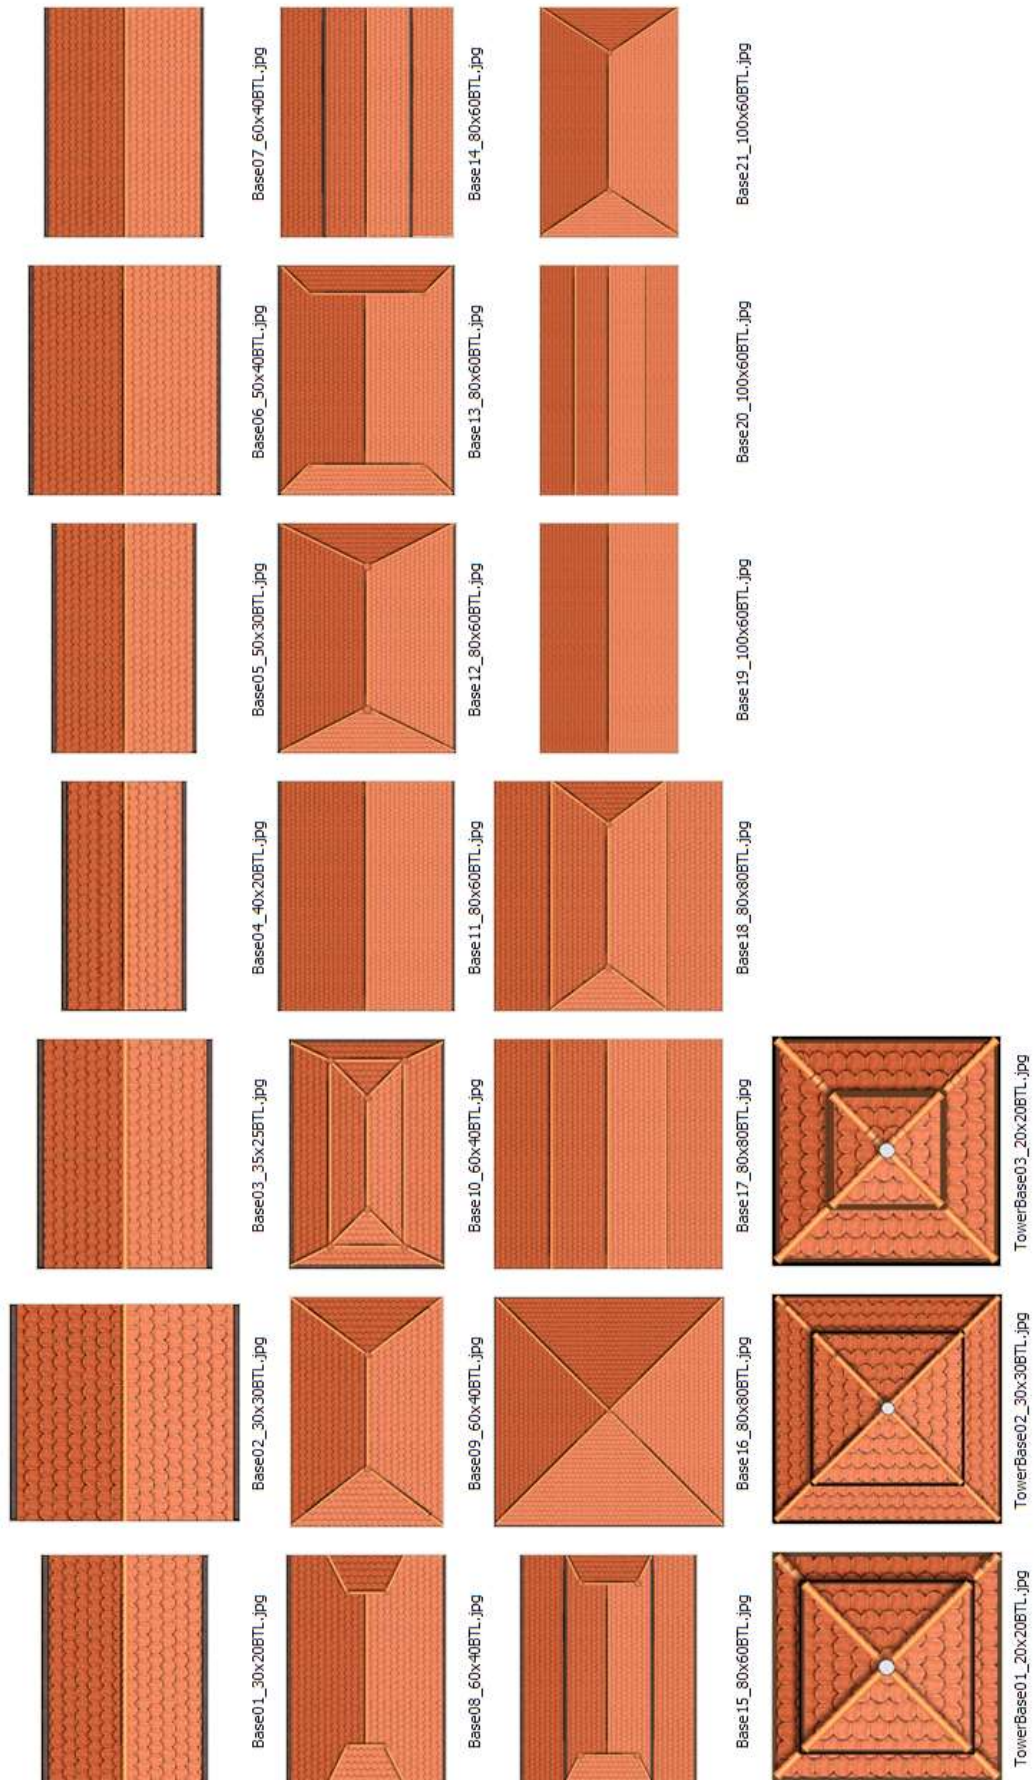 Base01_30x20BTL.jpg
Base02_30x30BTL.jpg
Base03_35x25BTL.jpg
Base04_40x20BTL.jpg
Base05_50x30BTL.jpg
Base06_50x40BTL.jpg
Base07_60x40BTL.jpg
Base08_60x40BTL.jpg
Base09_60x40BTL.jpg
Base10_60x40BTL.jpg
Base11_80x60BTL.jpg
Base12_80x60BTL.jpg
Base13_80x60BTL.jpg
Base14_80x60BTL.jpg
Base15_80x60BTL.jpg
Base16_80x80BTL.jpg
Base17_80x80BTL.jpg
Base18_80x80BTL.jpg
Base19_100x60BTL.jpg
Base20_100x60BTL.jpg
Base21_100x60BTL.jpg
TowerBase01_20x20BTL.jpg
TowerBase02_30x30BTL.jpg
TowerBase03_20x20BTL.jpg